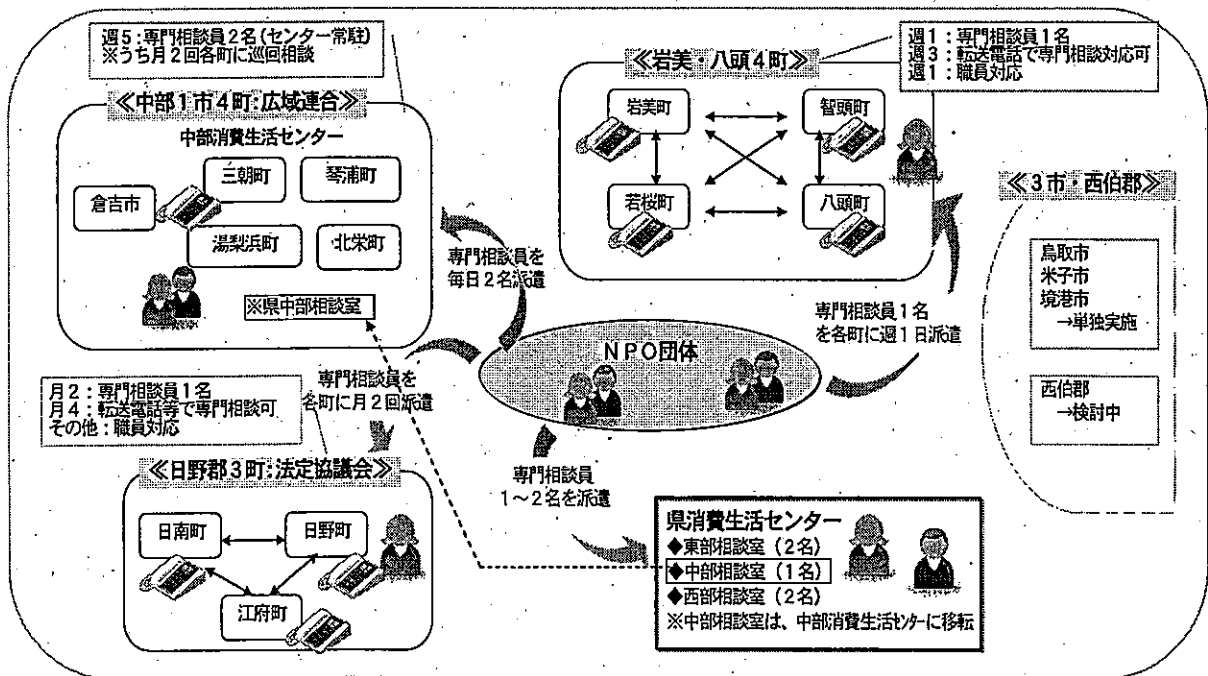 週5:専門相談員2名(センター常駐)
※うち月2回各町に巡回相談
≪中部1市4町:広域連合≫
中部消費生活センター
倉吉市
三朝町
琴浦町
湯梨浜町
北栄町
※県中部相談室
専門相談員を
毎日2名派遣
≪岩美・八頭4町≫
週1:専門相談員1名
週3:転送電話で専門相談対応可
週1:職員対応
岩美町
智頭町
若桜町
八頭町
専門相談員1名
を各町に週1日派遣
≪3市・西伯郡≫
鳥取市
米子市
境港市
→単独実施
西伯郡
→検討中
NPO団体
月2:専門相談員1名
月4:転送電話等で専門相談可
その他:職員対応
専門相談員を
各町に月2回派遣
≪日野郡3町:法定協議会≫
日南町
日野町
江府町
専門相談員
1~2名を派遣
県消費生活センター
◆東部相談室(2名)
◆中部相談室(1名)
◆西部相談室(2名)
※中部相談室は、中部消費生活センターに移転